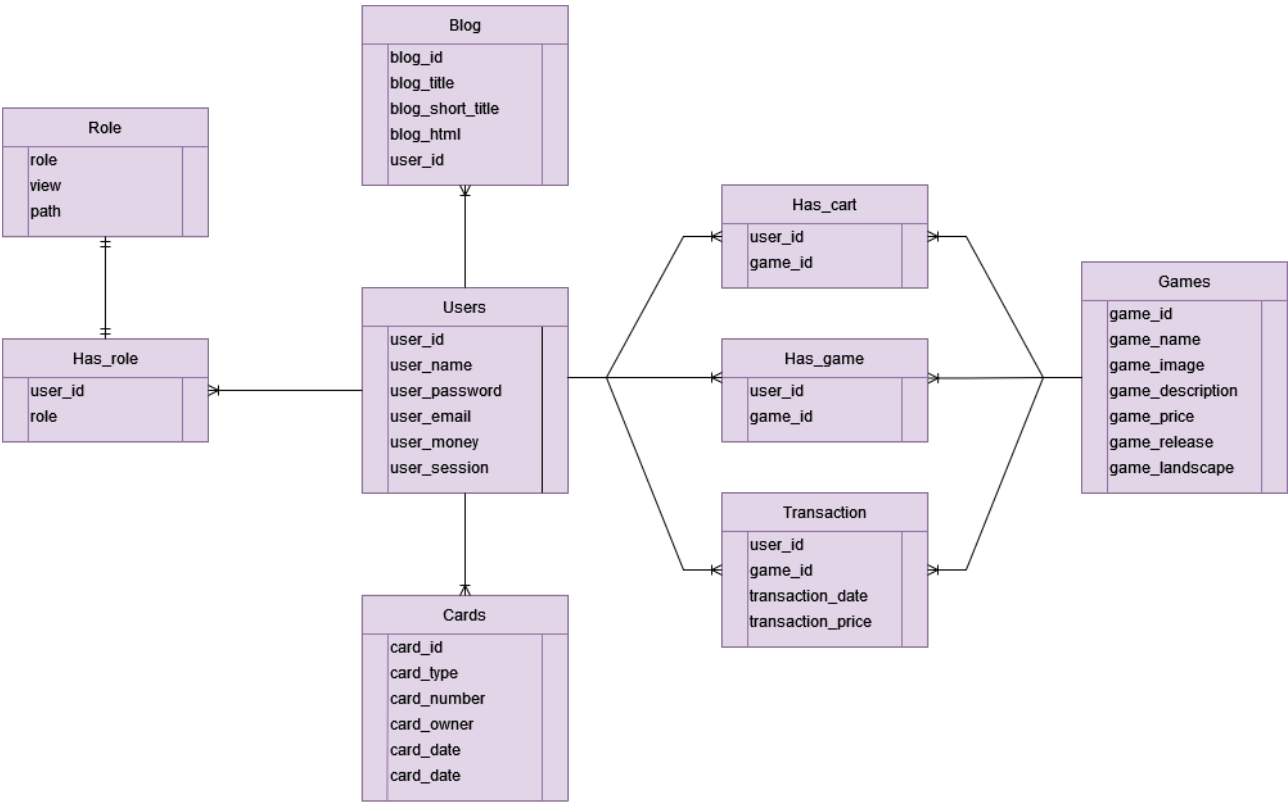 Blog
blog_id
blog_title
blog_short_title
blog_html
user_id
Role
role
view
path
Has_role
user_id
role
Users
user_id
user_name
user_password
user_email
user_money
user_session
Cards
card_id
card_type
card_number
card_owner
card_date
card_date
Has_cart
user_id
game_id
Has_game
user_id
game_id
Transaction
user_id
game_id
transaction_date
transaction_price
Games
game_id
game_name
game_image
game_description
game_price
game_release
game_landscape